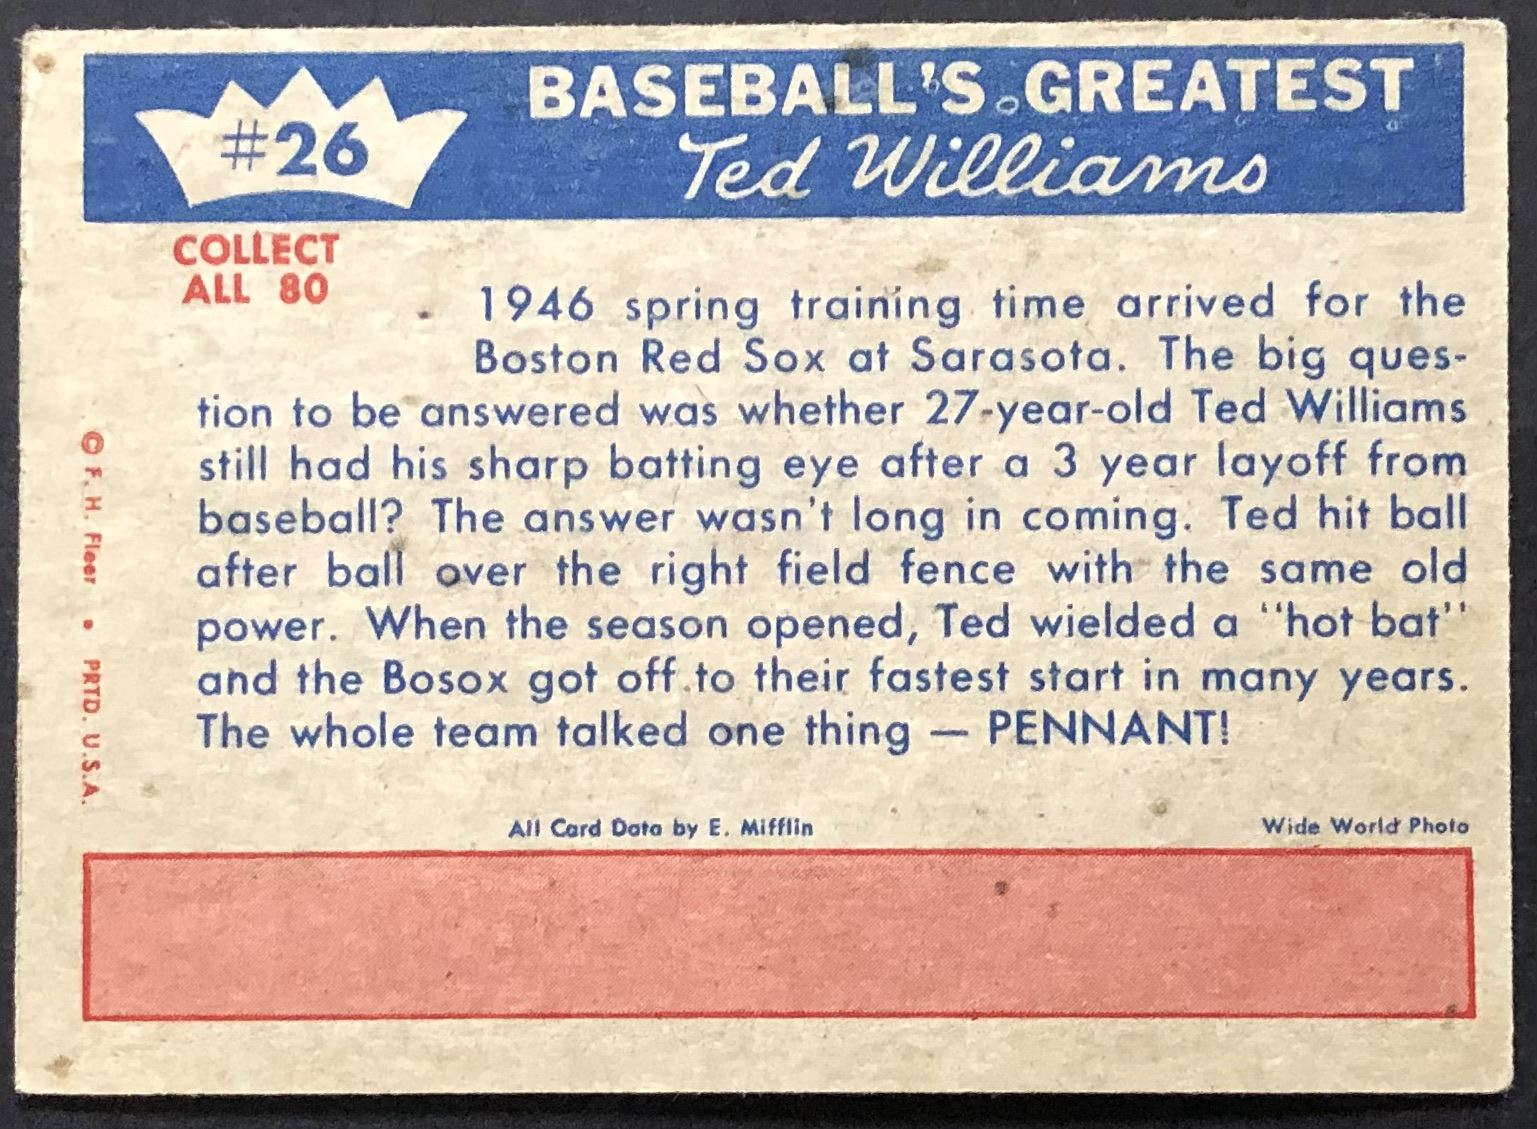 #26
BASEBALL'S GREATEST
Ted Williams
COLLECT
ALL 80
1946 spring training time arrived for the
Boston Red Sox at Sarasota. The big ques-
tion to be answered was whether 27-year-old Ted Williams
still had his sharp batting eye after a 3 year layoff from
baseball? The answer wasn't long in coming. Ted hit ball
after ball over the right field fence with the same old
power. When the season opened, Ted wielded a "hot bat"
and the Bosox got off to their fastest start in many years.
The whole team talked one thing — PENNANT!
All Card Data by E. Mifflin
Wide World Photo
© F. H. Fleer • PRTD. U.S.A.